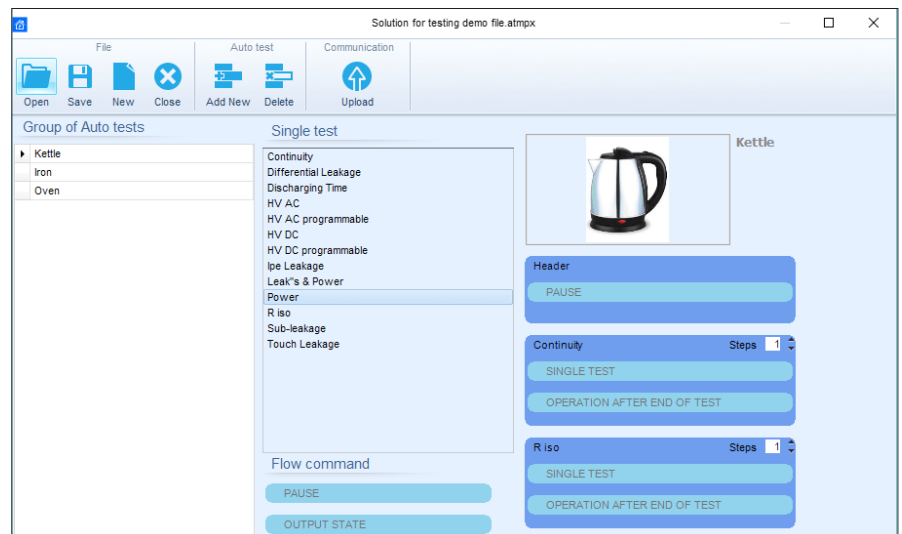 Solution for testing demo file.atmpx
File
Auto test
Communication
Open
Save
New
Close
Add New
Delete
Upload
Group of Auto tests
Kettle
Iron
Oven
Single test
Continuity
Differential Leakage
Discharging Time
HV AC
HV AC programmable
HV DC
HV DC programmable
Ipe Leakage
Leak"s & Power
Power
R iso
Sub-leakage
Touch Leakage
Flow command
PAUSE
OUTPUT STATE
Kettle
Header
PAUSE
Continuity Steps 1
SINGLE TEST
OPERATION AFTER END OF TEST
R iso Steps 1
SINGLE TEST
OPERATION AFTER END OF TEST